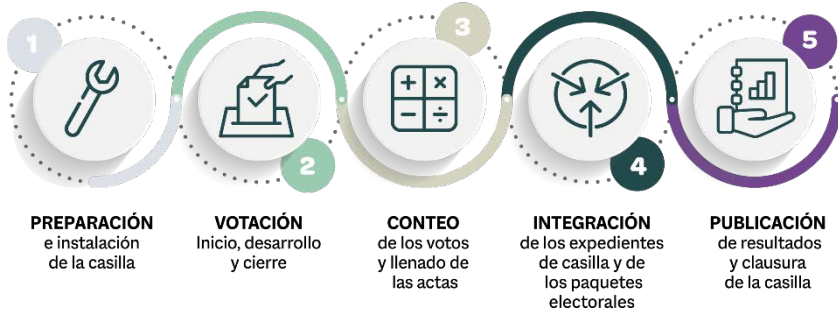 1
PREPARACIÓN
e instalación
de la casilla
2
VOTACIÓN
Inicio, desarrollo
y cierre
3
CONTEO
de los votos
y llenado de
las actas
4
INTEGRACIÓN
de los expedientes
de casilla y de
los paquetes
electorales
5
PUBLICACIÓN
de resultados
y clausura
de la casilla